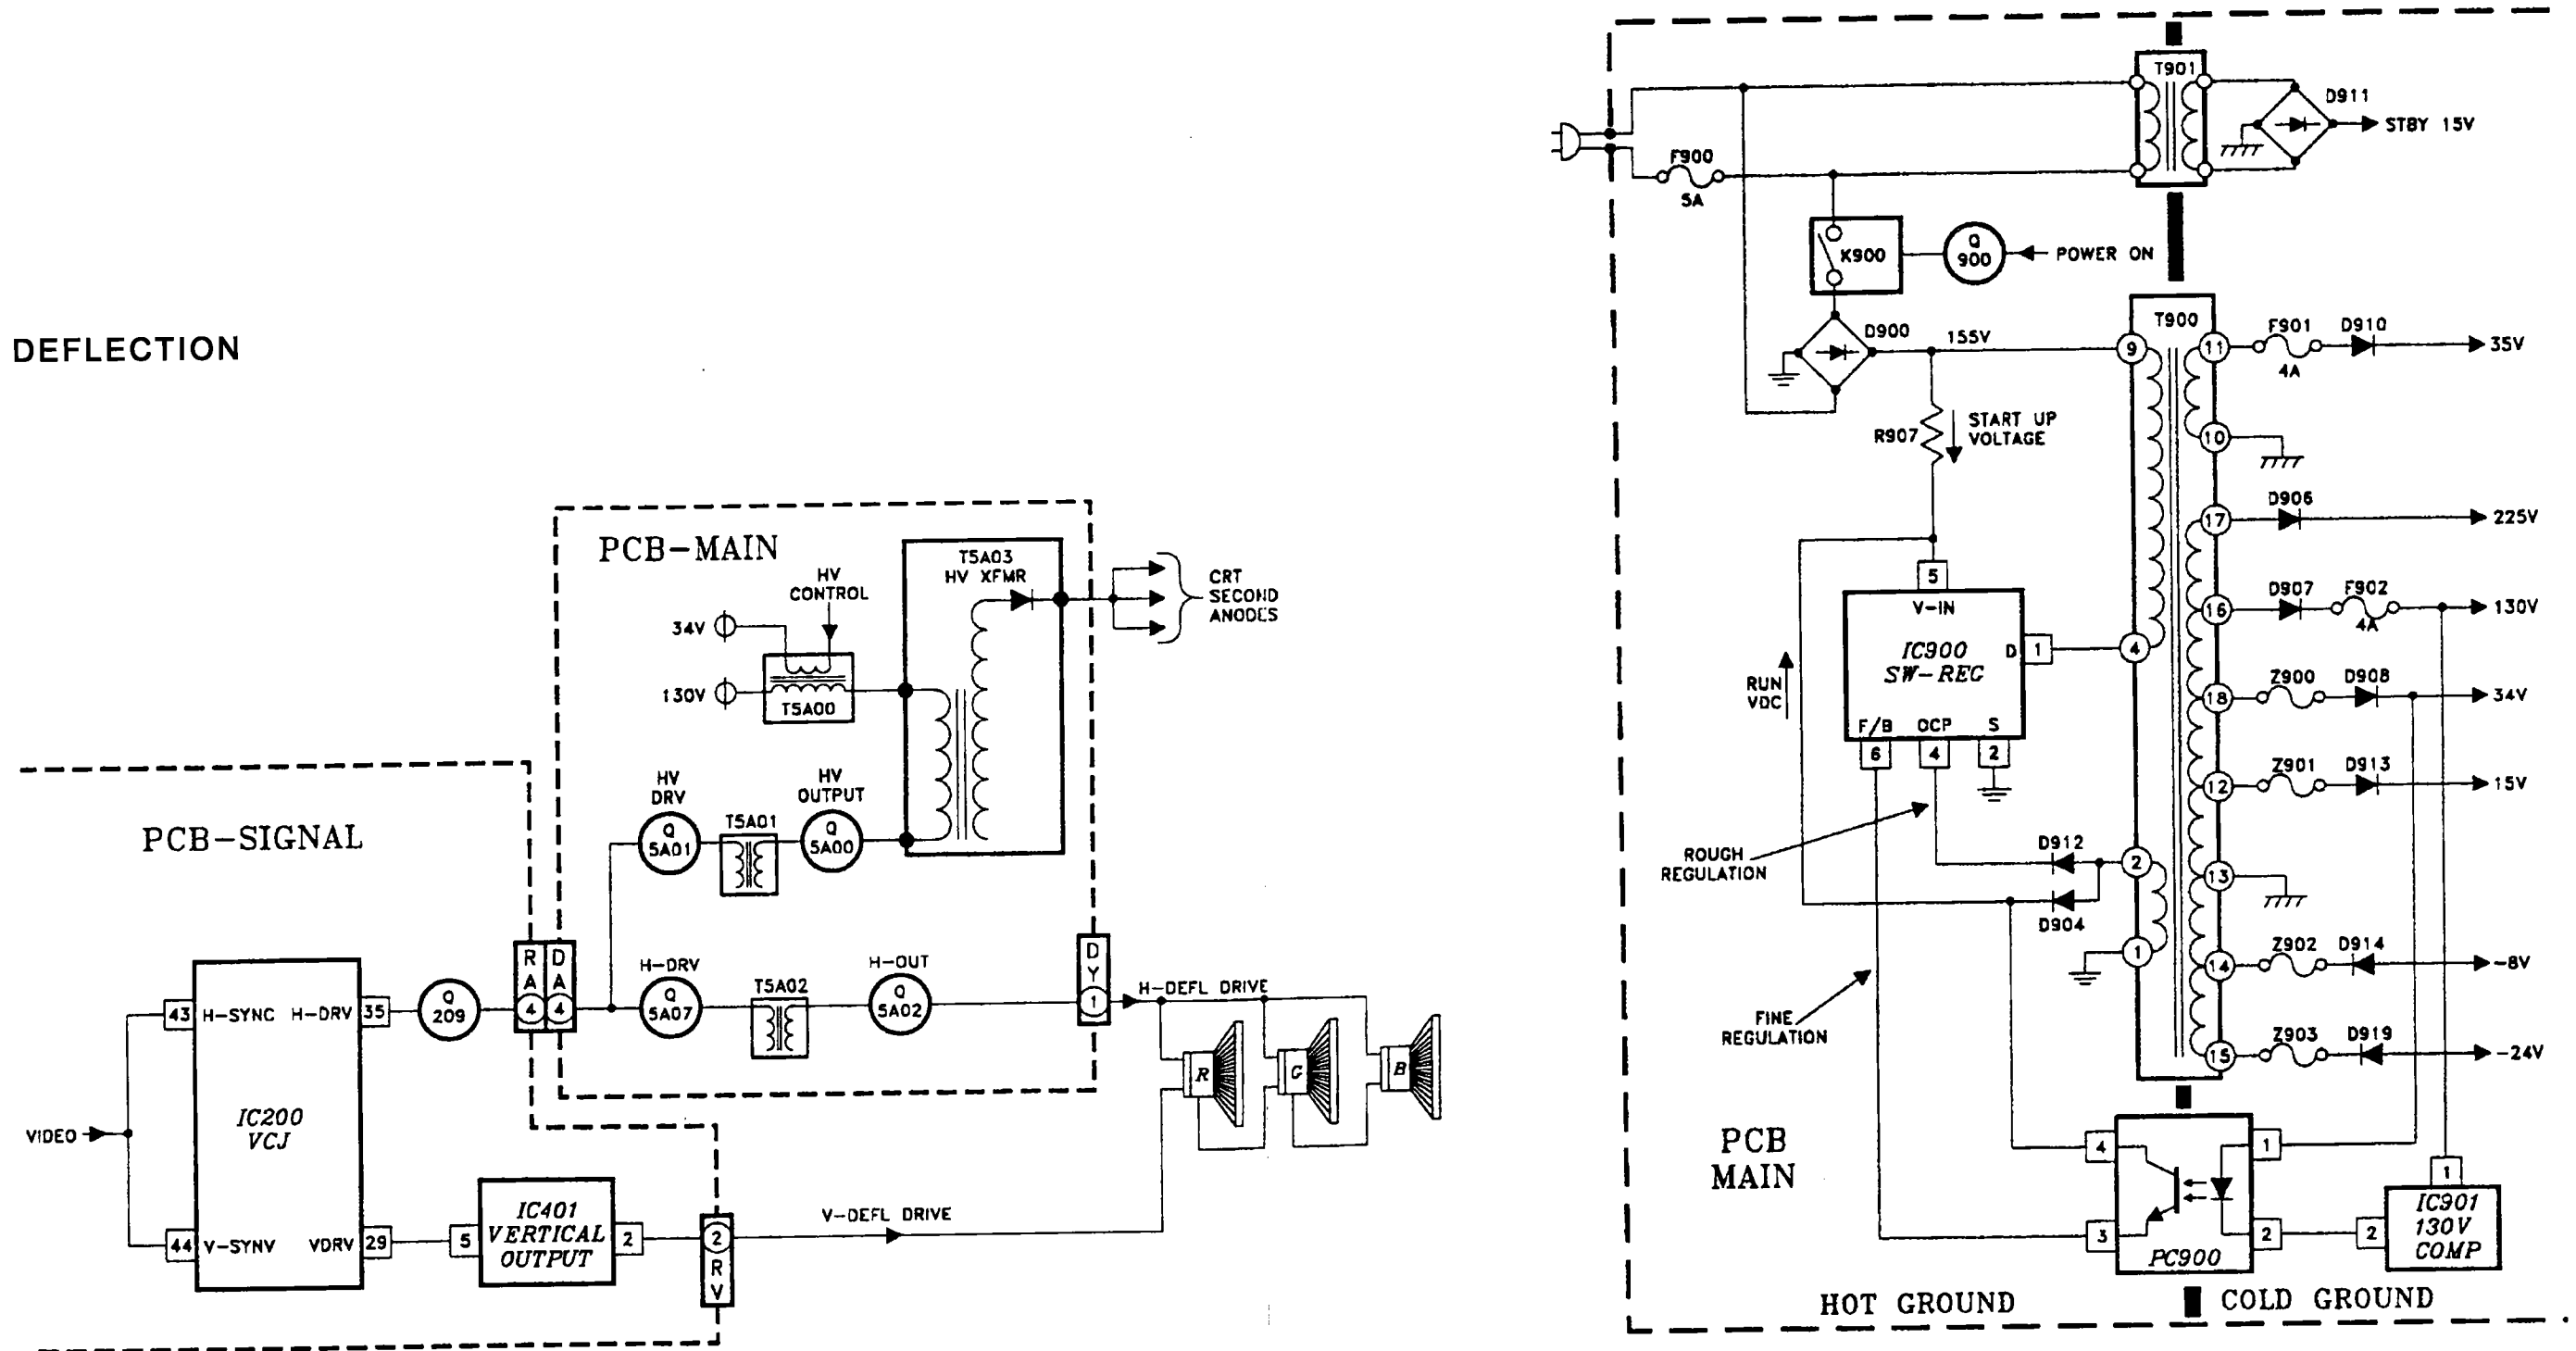 DEFLECTION
PCB-MAIN
T5A03
HV XFMR
HV
CONTROL
34V
130V
T5A00
CRT
SECOND
ANODES
HV
DRV
Q
5A01
T5A01
HV
OUTPUT
Q
5A00
PCB-SIGNAL
R
A
4
D
A
4
H-DRV
Q
5A07
T5A02
H-OUT
Q
5A02
D
Y
1
H-DEFL DRIVE
R
G
B
43
H-SYNC
H-DRV
35
Q
209
VIDEO
IC200
VCJ
44
V-SYNV
VDRV
29
5
IC401
VERTICAL
OUTPUT
2
2
R
V
V-DEFL DRIVE
T901
D911
STBY 15V
F900
5A
K900
Q
900
POWER ON
D900
155V
R907
START UP
VOLTAGE
T900
9
11
F901
4A
D910
35V
10
17
D906
225V
16
D907
F902
4A
130V
18
Z900
D908
34V
12
Z901
D913
15V
13
14
Z902
D914
-8V
15
Z903
D919
-24V
5
V-IN
IC900
SW-REG
D
1
4
RUN
VDC
F/B
OCP
S
6
4
2
ROUGH
REGULATION
D912
D904
2
1
FINE
REGULATION
PCB
MAIN
4
3
PC900
1
2
1
2
IC901
130V
COMP
HOT GROUND
COLD GROUND